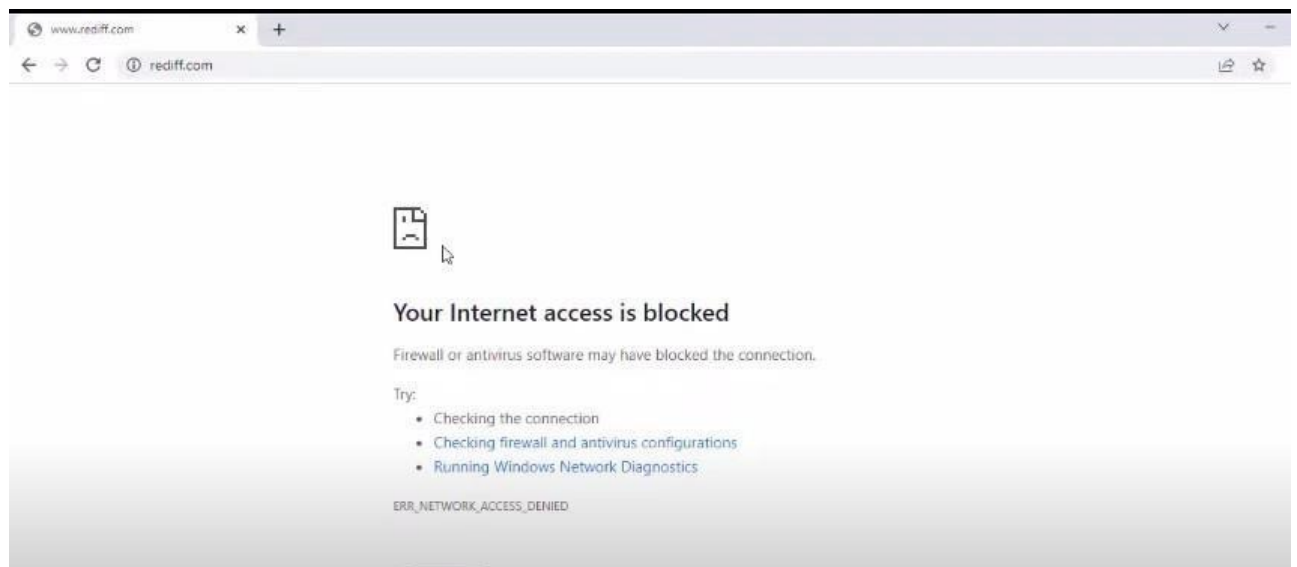 www.rediff.com
rediff.com
Your Internet access is blocked
Firewall or antivirus software may have blocked the connection.
Try:
• Checking the connection
• Checking firewall and antivirus configurations
• Running Windows Network Diagnostics
ERR_NETWORK_ACCESS_DENIED